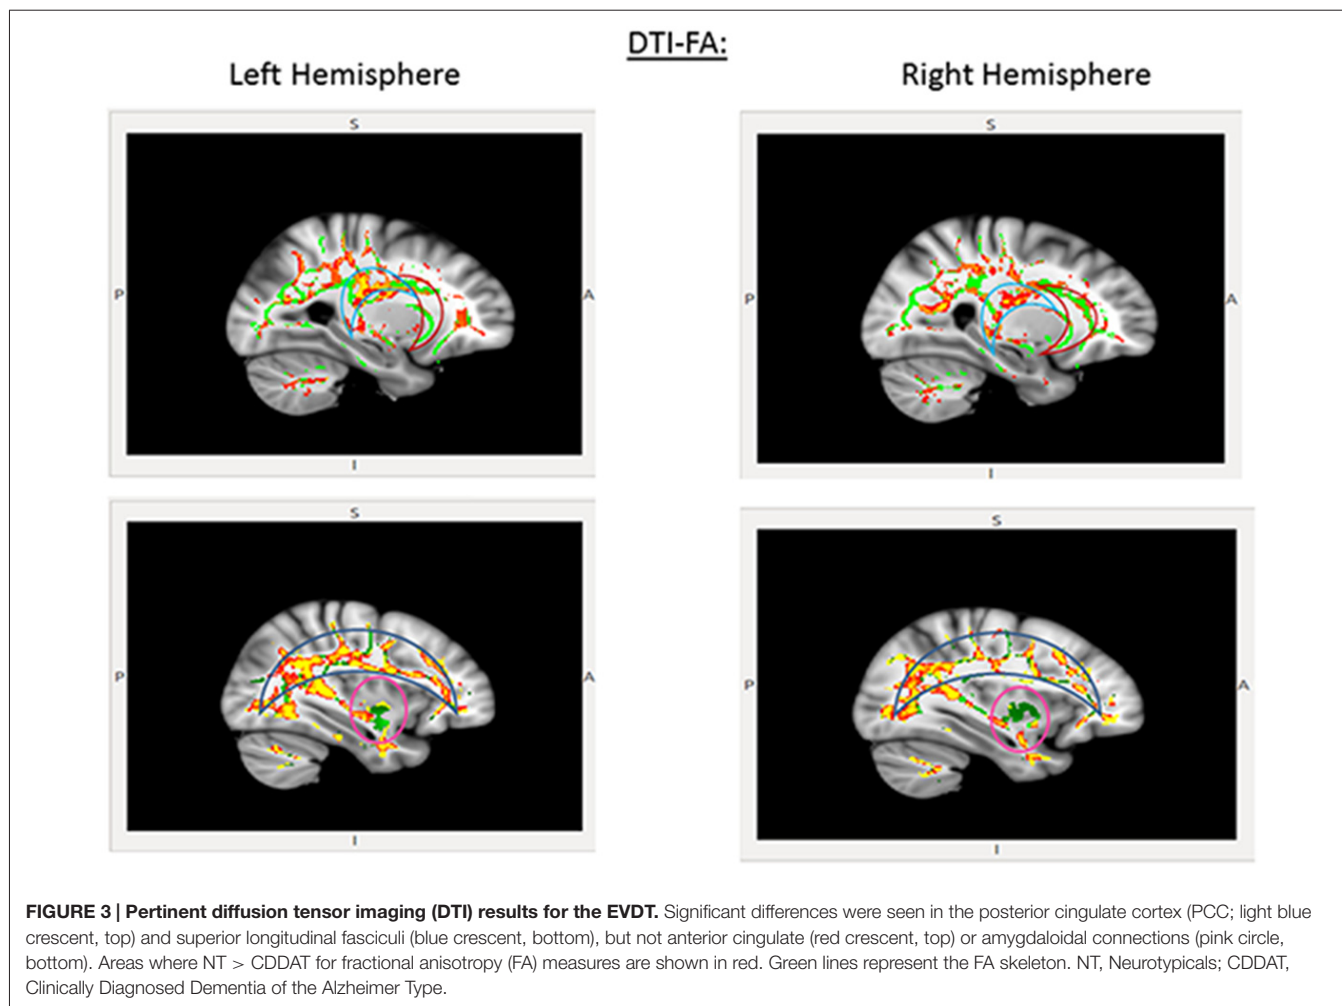 DTI-FA:
Left Hemisphere
Right Hemisphere
S
S
P
A
P
A
I
I
S
S
P
A
P
A
I
I
FIGURE 3 | Pertinent diffusion tensor imaging (DTI) results for the EVDT. Significant differences were seen in the posterior cingulate cortex (PCC; light blue
crescent, top) and superior longitudinal fasciculi (blue crescent, bottom), but not anterior cingulate (red crescent, top) or amygdaloidal connections (pink circle,
bottom). Areas where NT > CDDAT for fractional anisotropy (FA) measures are shown in red. Green lines represent the FA skeleton. NT, Neurotypicals; CDDAT,
Clinically Diagnosed Dementia of the Alzheimer Type.